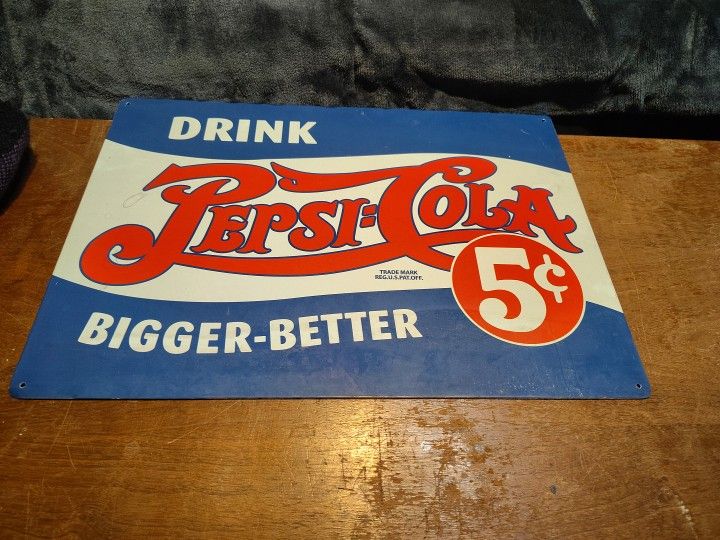 DRINK
PEPSI:COLA
TRADE MARK
REG.U.S.PAT.OFF.
5¢
BIGGER-BETTER